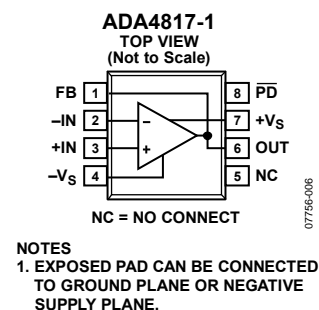 ADA4817-1
TOP VIEW
(Not to Scale)
FB 1
8 PD
–IN 2
7 +VS
+IN 3
6 OUT
–VS 4
5 NC
– 
+
NC = NO CONNECT
07756-006
NOTES
1. EXPOSED PAD CAN BE CONNECTED
TO GROUND PLANE OR NEGATIVE
SUPPLY PLANE.